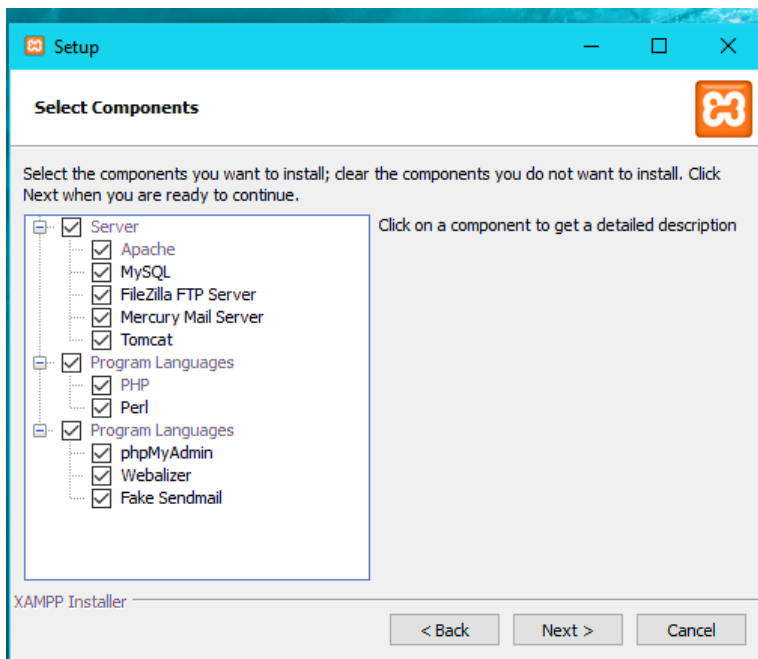 Setup
Select Components
Select the components you want to install; clear the components you do not want to install. Click
Next when you are ready to continue.
Server
Apache
MySQL
FileZilla FTP Server
Mercury Mail Server
Tomcat
Program Languages
PHP
Perl
Program Languages
phpMyAdmin
Webalizer
Fake Sendmail
Click on a component to get a detailed description
XAMPP Installer
< Back
Next >
Cancel